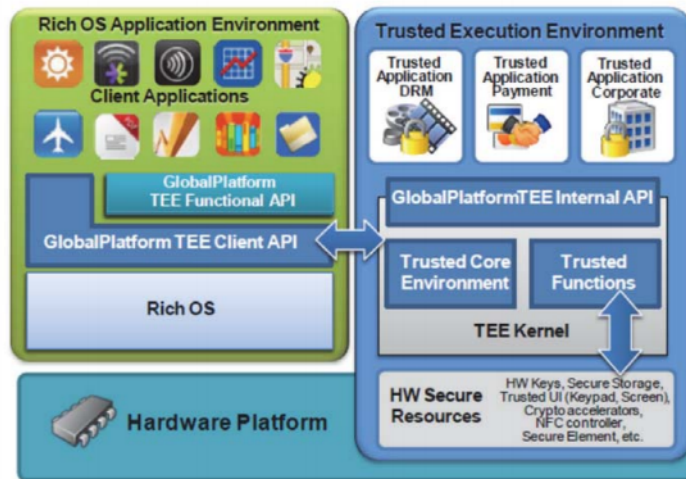 Rich OS Application Environment
Client Applications
GlobalPlatform
TEE Functional API
GlobalPlatform TEE Client API
Rich OS
Hardware Platform
Trusted Execution Environment
Trusted
Application
DRM
Trusted
Application
Payment
Trusted
Application
Corporate
GlobalPlatformTEE Internal API
Trusted Core
Environment
Trusted
Functions
TEE Kernel
HW Secure
Resources
HW Keys, Secure Storage,
Trusted UI (Keypad, Screen),
Crypto accelerators,
NFC controller,
Secure Element, etc.